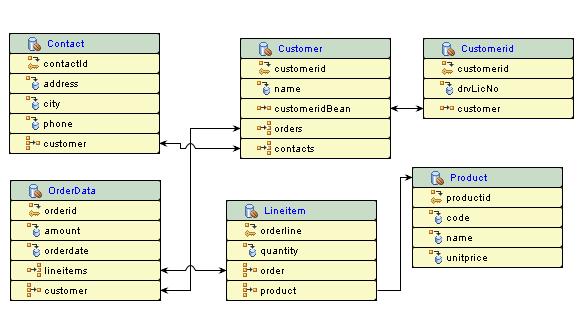 Contact
contactId
address
city
phone
customer
Customer
customerid
name
customeridBean
orders
contacts
Customerid
customerid
drvLicNo
customer
OrderData
orderid
amount
orderdate
lineitems
customer
Lineitem
orderline
quantity
order
product
Product
productid
code
name
unitprice